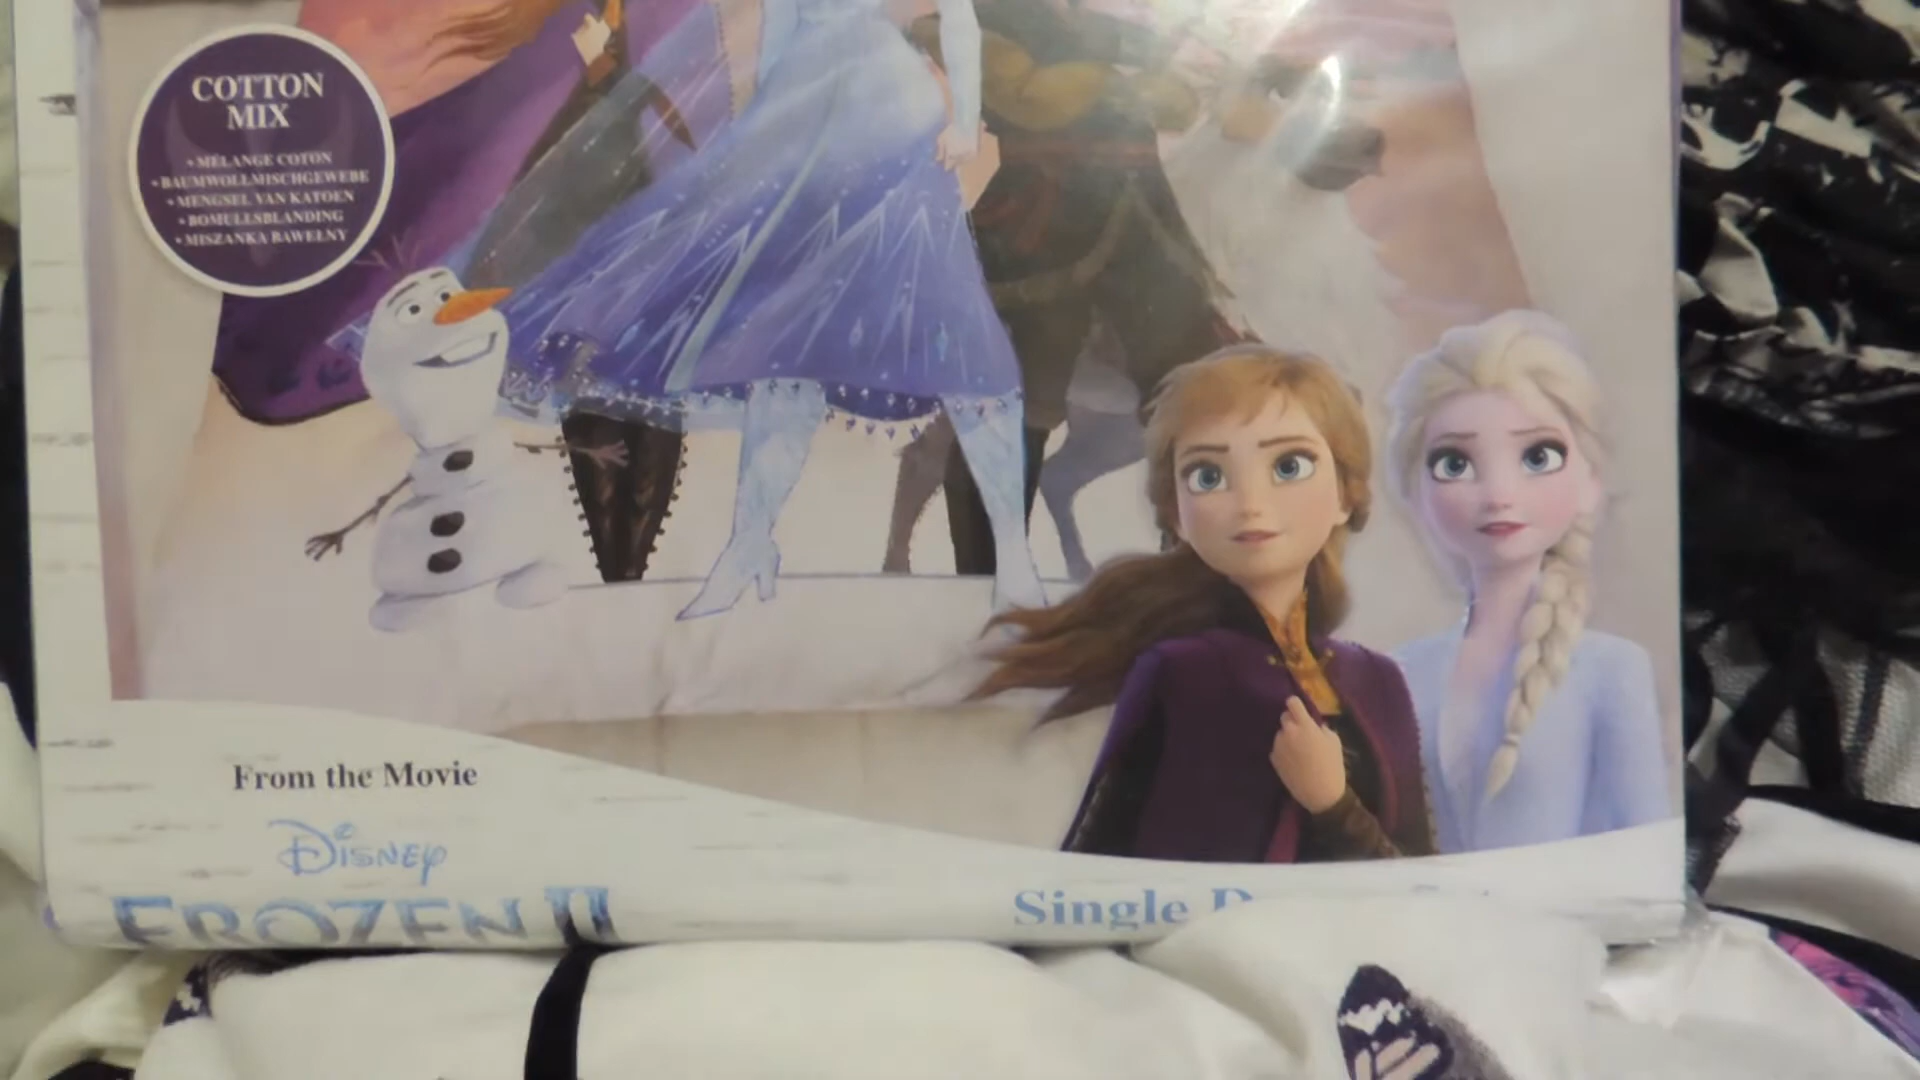 COTTON
MIX
• MÉLANGE COTON
• BAUMWOLLMISCHGEWEBE
• MENGSEL VAN KATOEN
• BOMULLSBLANDING
• MISZANKA BAWEŁNY
From the Movie
Disney
FROZEN II
Single